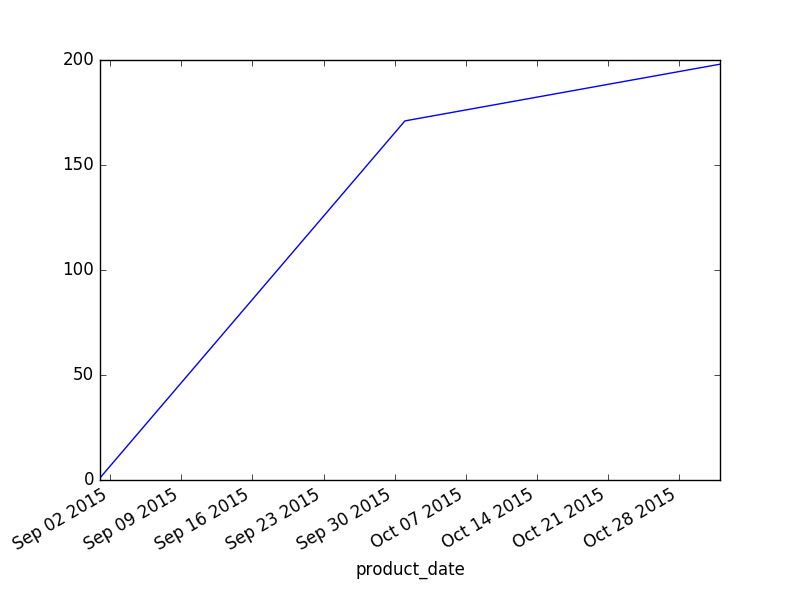 200
150
100
50
0
Sep 02 2015
Sep 09 2015
Sep 16 2015
Sep 23 2015
Sep 30 2015
Oct 07 2015
Oct 14 2015
Oct 21 2015
Oct 28 2015
product_date